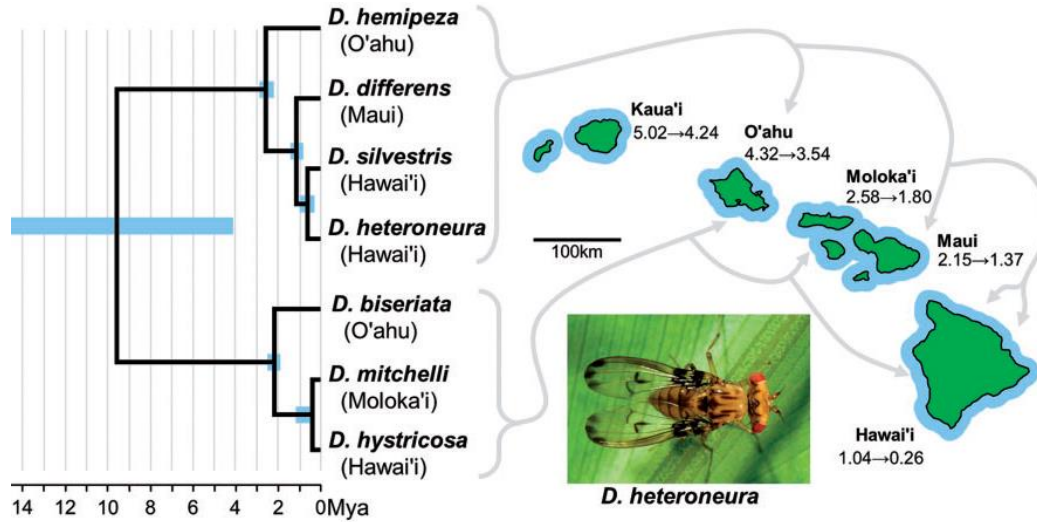 D. hemipeza
(O'ahu)
D. differens
(Maui)
D. silvestris
(Hawai'i)
D. heteroneura
(Hawai'i)
D. biseriata
(O'ahu)
D. mitchelli
(Moloka'i)
D. hystricosa
(Hawai'i)
14 12 10 8 6 4 2 0 Mya
Kaua'i
5.02→4.24
O'ahu
4.32→3.54
Moloka'i
2.58→1.80
Maui
2.15→1.37
100km
Hawai'i
1.04→0.26
D. heteroneura